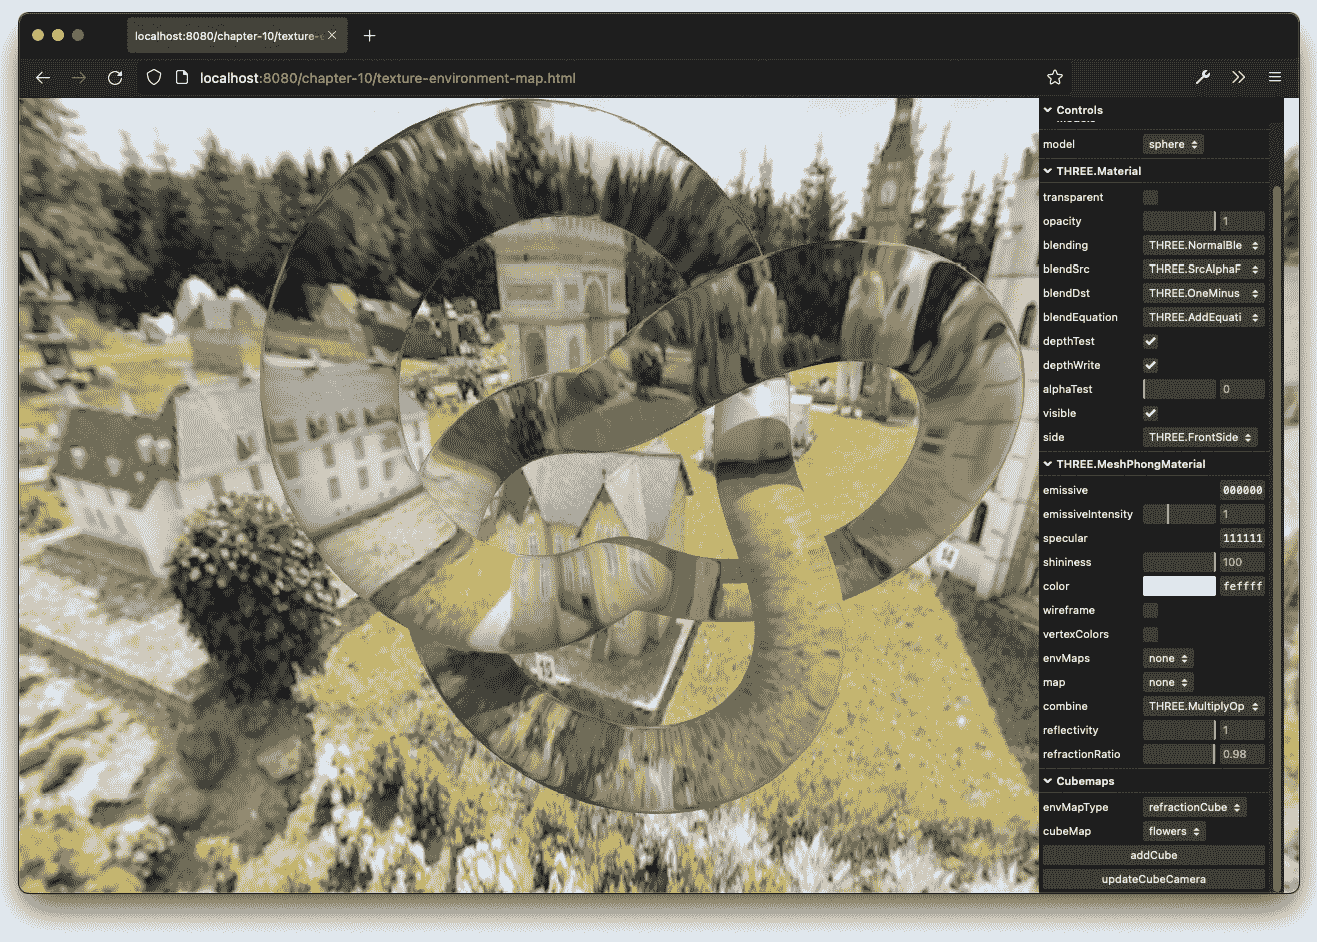 localhost:8080/chapter-10/texture-e
localhost:8080/chapter-10/texture-environment-map.html
Controls
model sphere
THREE.Material
transparent
opacity 1
blending THREE.NormalBle
blendSrc THREE.SrcAlphaF
blendDst THREE.OneMinus
blendEquation THREE.AddEquati
depthTest
depthWrite
alphaTest 0
visible
side THREE.FrontSide
THREE.MeshPhongMaterial
emissive 000000
emissiveIntensity 1
specular 111111
shininess 100
color feffff
wireframe
vertexColors
envMaps none
map none
combine THREE.MultiplyOp
reflectivity 1
refractionRatio 0.98
Cubemaps
envMapType refractionCube
cubeMap flowers
addCube
updateCubeCamera